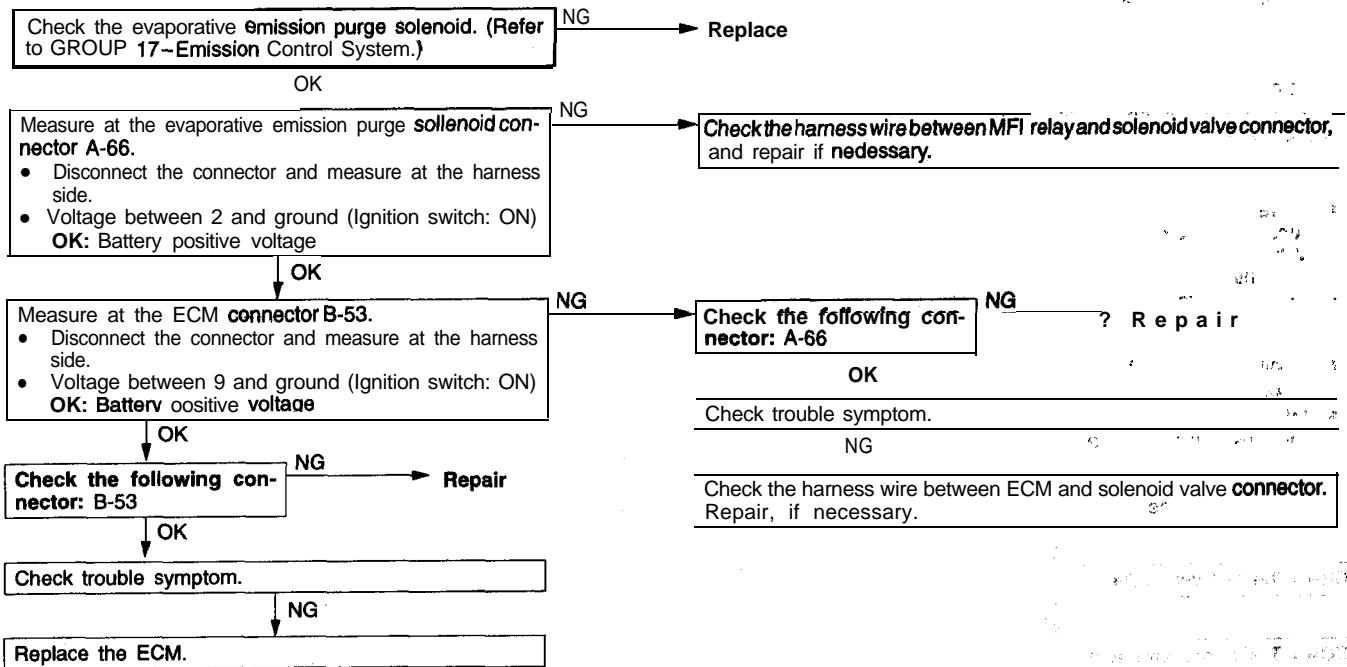 Check the evaporative emission purge solenoid. (Refer
to GROUP 17-Emission Control System.)
NG
Replace
OK
Measure at the evaporative emission purge sollenoid con-
nector A-66.
● Disconnect the connector and measure at the harness
side.
● Voltage between 2 and ground (Ignition switch: ON)
OK: Battery positive voltage
NG
Check the harness wire between MFI relay and solenoid valve connector,
and repair if nedessary.
OK
Measure at the ECM connector B-53.
● Disconnect the connector and measure at the harness
side.
● Voltage between 9 and ground (Ignition switch: ON)
OK: Battery oositive voltage
NG
Check the following con-
nector: A-66
NG
? Repair
OK
Check trouble symptom.
NG
Check the harness wire between ECM and solenoid valve connector.
Repair, if necessary.
OK
Check the following con-
nector: B-53
NG
Repair
OK
Check trouble symptom.
NG
Replace the ECM.